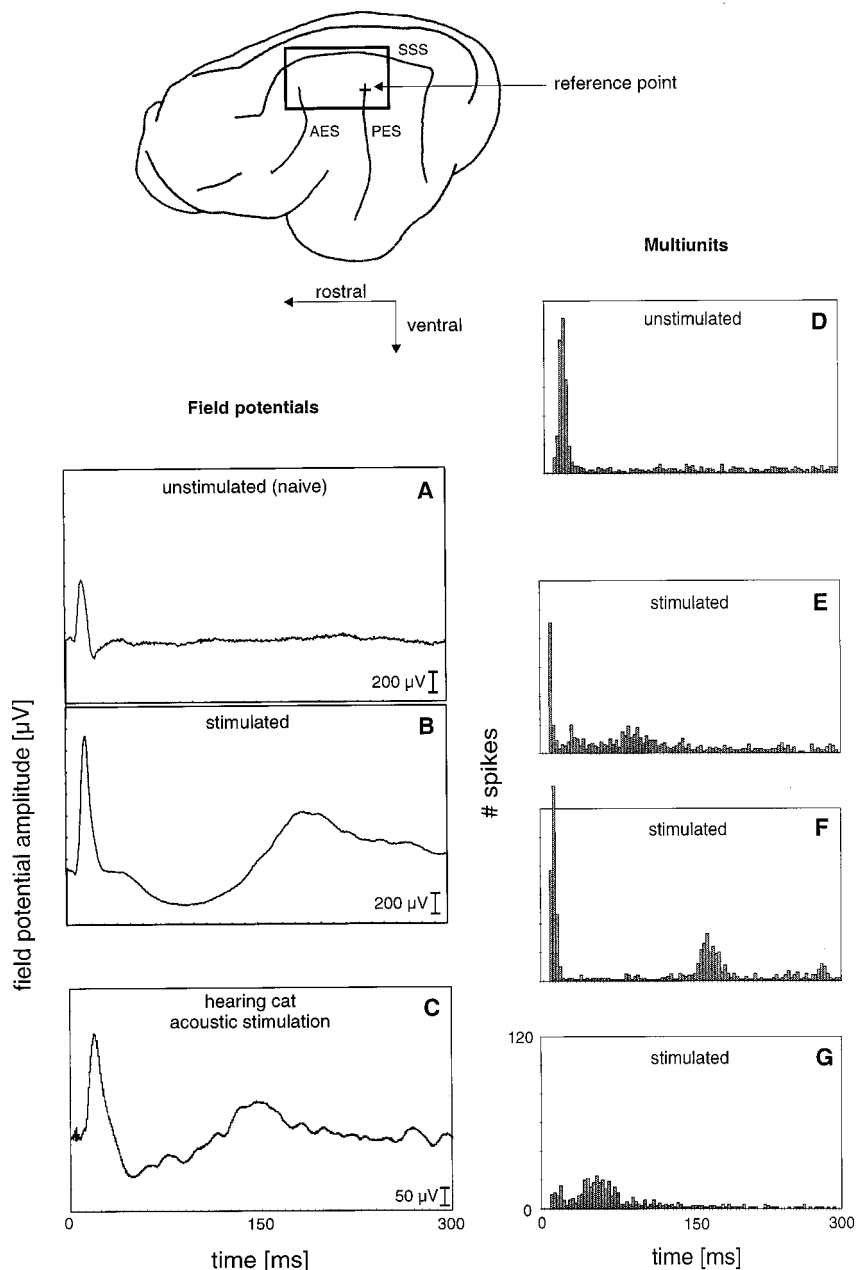 SSS
reference point
AES
PES
rostral
ventral
Field potentials
unstimulated (naive)
A
200 µV
stimulated
B
200 µV
hearing cat
acoustic stimulation
C
50 µV
field potential amplitude [µV]
0
150
300
time [ms]
Multiunits
unstimulated
D
stimulated
E
stimulated
F
stimulated
G
# spikes
120
0
0
150
300
time [ms]